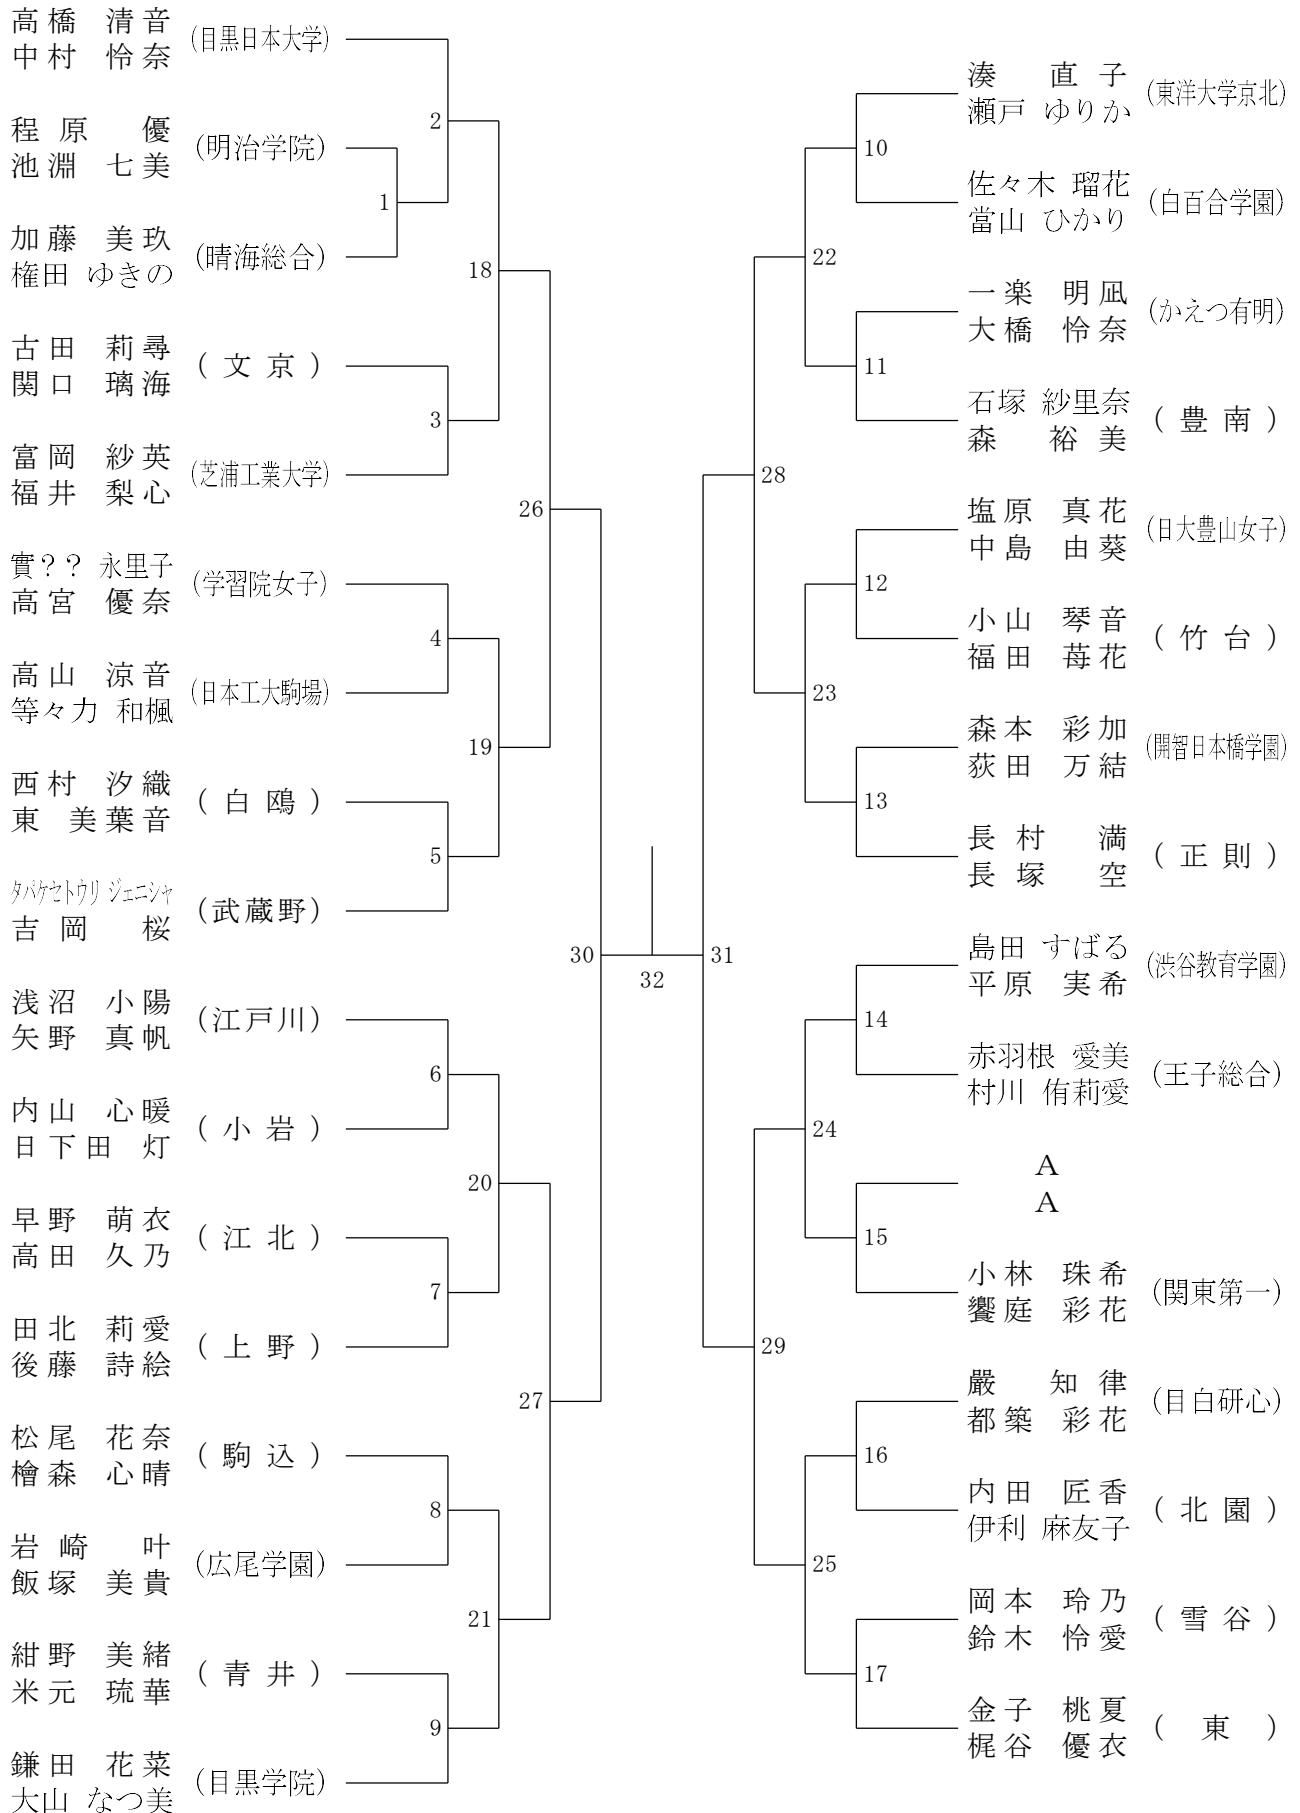 高橋 清音
中村 怜奈
(目黒日本大学)
程原 優
池淵 七美
(明治学院)
加藤 美玖
権田 ゆきの
(晴海総合)
古田 莉尋
関口 璃海
(文京)
富岡 紗英
福井 梨心
(芝浦工業大学)
實?? 永里子
高宮 優奈
(学習院女子)
高山 涼音
等々力 和楓
(日本工大駒場)
西村 汐織
東 美葉音
(白鴎)
タパケセトウリ ジェニシャ
吉岡 桜
(武蔵野)
浅沼 小陽
矢野 真帆
(江戸川)
内山 心暖
日下田 灯
(小岩)
早野 萌衣
高田 久乃
(江北)
田北 莉愛
後藤 詩絵
(上野)
松尾 花奈
檜森 心晴
(駒込)
岩崎 叶
飯塚 美貴
(広尾学園)
紺野 美緒
米元 琉華
(青井)
鎌田 花菜
大山 なつ美
(目黒学院)
1
2
3
4
5
6
7
8
9
18
19
20
21
26
27
30
32
31
28
29
22
23
24
25
10
11
12
13
14
15
16
17
湊 直子
瀬戸 ゆりか
(東洋大学京北)
佐々木 瑠花
當山 ひかり
(白百合学園)
一楽 明凪
大橋 怜奈
(かえつ有明)
石塚 紗里奈
森 裕美
(豊南)
塩原 真花
中島 由葵
(日大豊山女子)
小山 琴音
福田 苺花
(竹台)
森本 彩加
荻田 万結
(開智日本橋学園)
長村 満
長塚 空
(正則)
島田 すばる
平原 実希
(渋谷教育学園)
赤羽根 愛美
村川 侑莉愛
(王子総合)
A
A
小林 珠希
饗庭 彩花
(関東第一)
嚴 知律
都築 彩花
(目白研心)
内田 匠香
伊利 麻友子
(北園)
岡本 玲乃
鈴木 怜愛
(雪谷)
金子 桃夏
梶谷 優衣
(東)